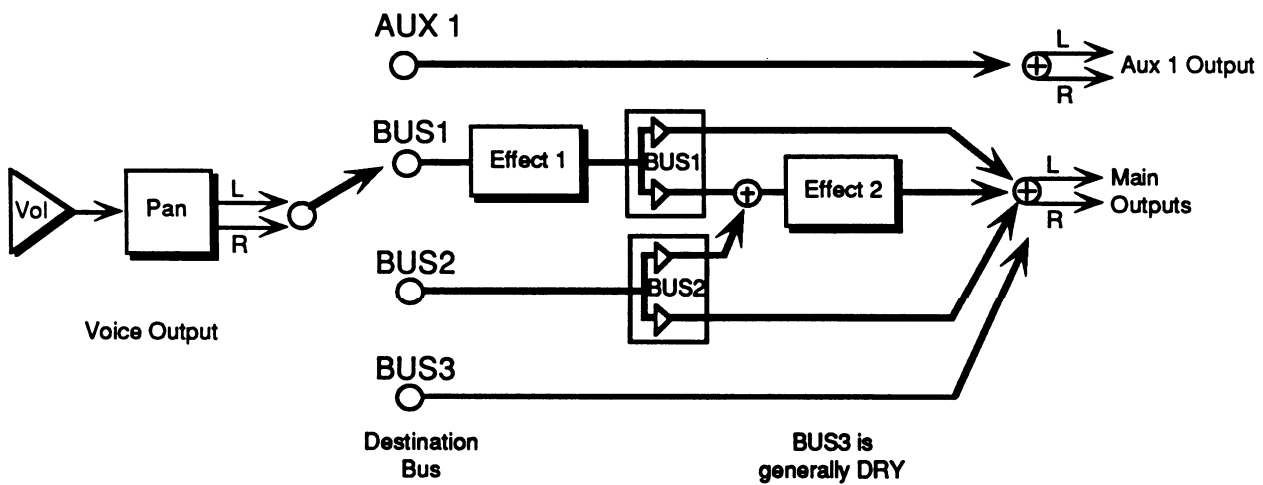 AUX 1
L
R
Aux 1 Output
BUS1
Effect 1
BUS1
Effect 2
L
R
Main
Outputs
Vol
Pan
L
R
BUS2
BUS2
Voice Output
BUS3
Destination
Bus
BUS3 is
generally DRY